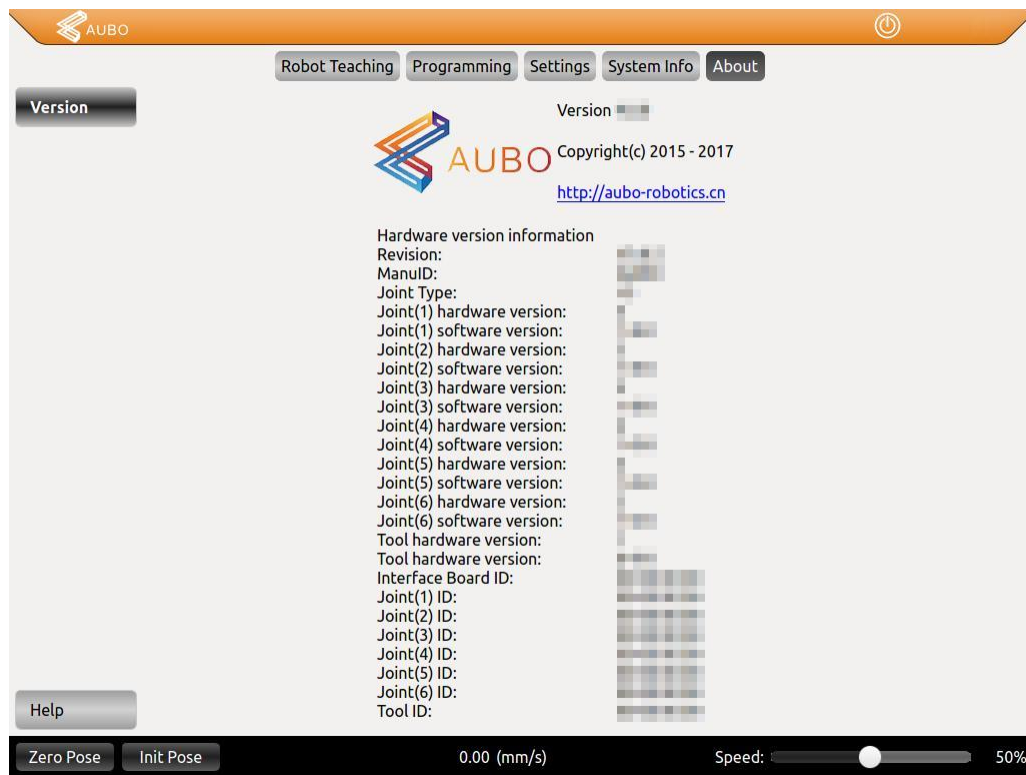 AUBO
Robot Teaching Programming Settings System Info About
Version
Version
AUBO
Copyright(c) 2015 - 2017
http://aubo-robotics.cn
Hardware version information
Revision:
ManuID:
Joint Type:
Joint(1) hardware version:
Joint(1) software version:
Joint(2) hardware version:
Joint(2) software version:
Joint(3) hardware version:
Joint(3) software version:
Joint(4) hardware version:
Joint(4) software version:
Joint(5) hardware version:
Joint(5) software version:
Joint(6) hardware version:
Joint(6) software version:
Tool hardware version:
Tool hardware version:
Interface Board ID:
Joint(1) ID:
Joint(2) ID:
Joint(3) ID:
Joint(4) ID:
Joint(5) ID:
Joint(6) ID:
Tool ID:
Help
Zero Pose Init Pose 0.00 (mm/s) Speed: 50%